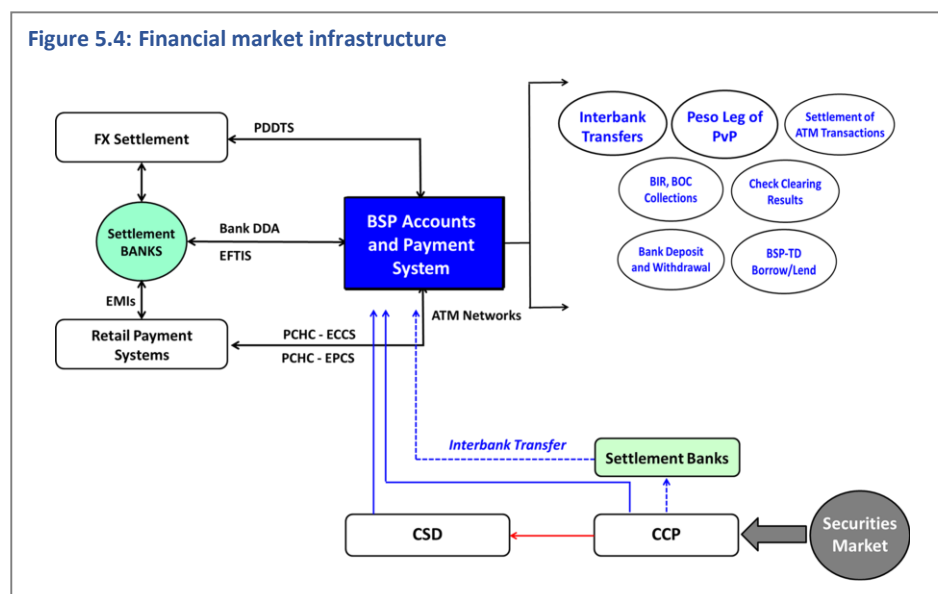 Figure 5.4: Financial market infrastructure
FX Settlement
PDDTS
Interbank
Transfers
Peso Leg of
PvP
Settlement of
ATM Transactions
BIR, BOC
Collections
Check Clearing
Results
Settlement
BANKS
Bank DDA
EFTIS
BSP Accounts
and Payment
System
Bank Deposit
and Withdrawal
BSP-TD
Borrow/Lend
EMIs
ATM Networks
Retail Payment
Systems
PCHC - ECCS
PCHC - EPCS
Interbank Transfer
Settlement Banks
CSD
CCP
Securities
Market